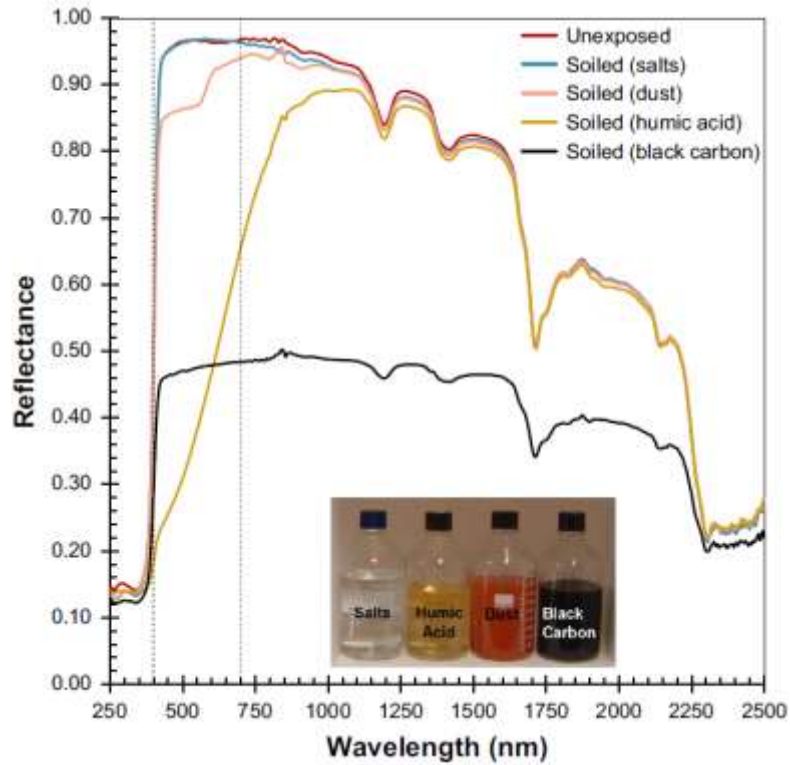 1.00
Unexposed
Soiled (salts)
Soiled (dust)
Soiled (humic acid)
Soiled (black carbon)
0.90
0.80
0.70
0.60
0.50
0.40
0.30
0.20
0.10
0.00
Reflectance
Salts
Humic
Acid
Dust
Black
Carbon
250 500 750 1000 1250 1500 1750 2000 2250 2500
Wavelength (nm)